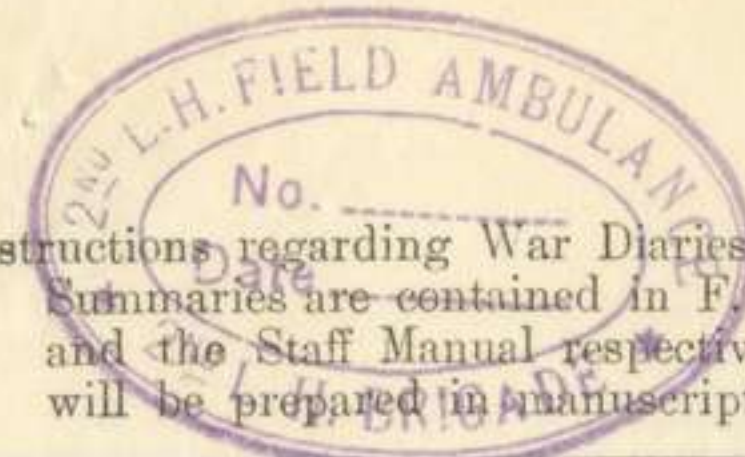 2ND L.H. FIELD AMBULANCE
No.
Date
2ND L.H. BRIGADE
structions regarding War Diaries
Summaries are contained in F.
and the Staff Manual respectiv
will be prepared in manuscrip